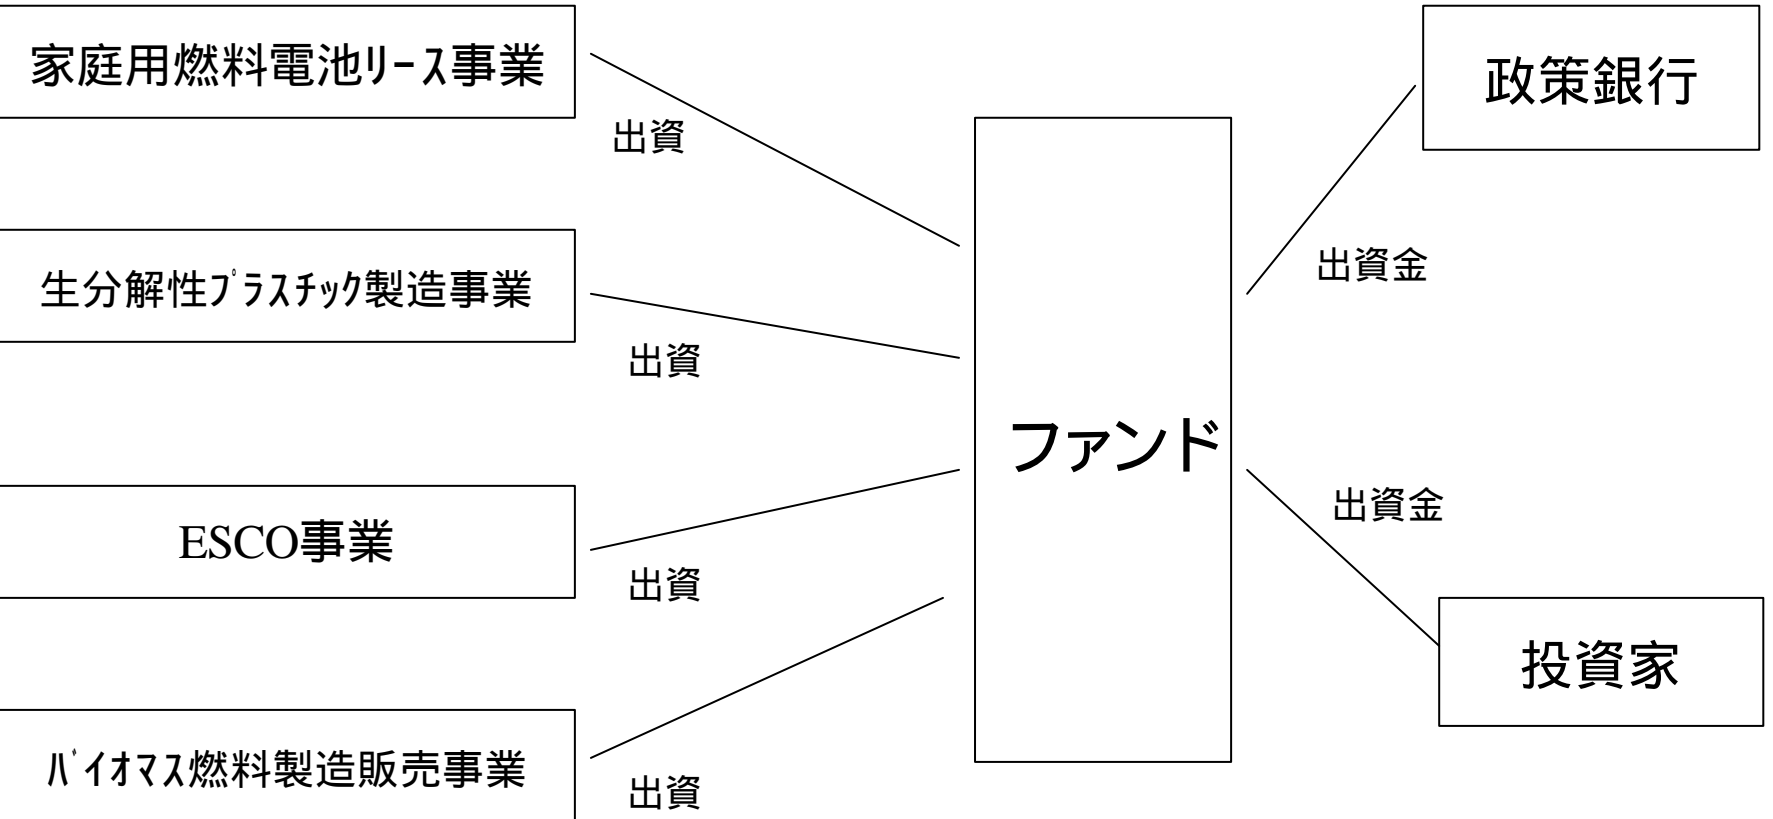 家庭用燃料電池ﾘｰｽ事業
出資
生分解性ﾌﾟﾗｽﾁｯｸ製造事業
出資
ESCO事業
出資
ﾊﾞｲｵﾏｽ燃料製造販売事業
出資
ファンド
政策銀行
出資金
出資金
投資家